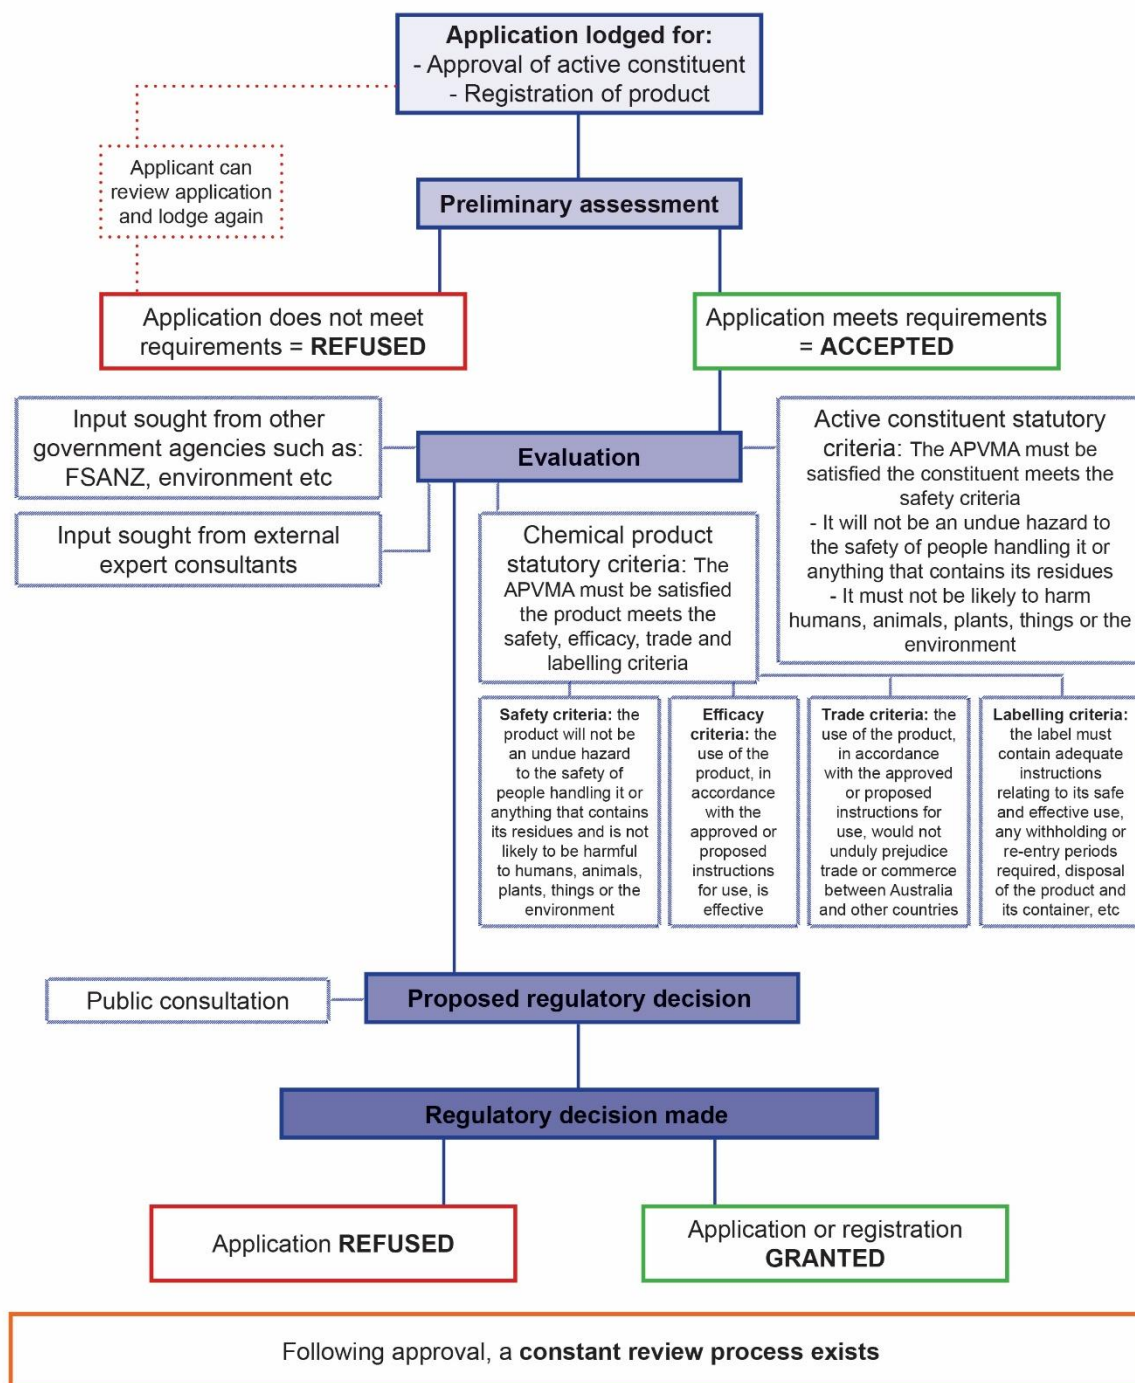 Application lodged for:
- Approval of active constituent
- Registration of product
Applicant can
review application
and lodge again
Preliminary assessment
Application does not meet
requirements = REFUSED
Application meets requirements
= ACCEPTED
Input sought from other
government agencies such as:
FSANZ, environment etc
Input sought from external
expert consultants
Evaluation
Active constituent statutory
criteria: The APVMA must be
satisfied the constituent meets the
safety criteria
- It will not be an undue hazard to
the safety of people handling it or
anything that contains its residues
- It must not be likely to harm
humans, animals, plants, things or the
environment
Chemical product
statutory criteria: The
APVMA must be satisfied
the product meets the
safety, efficacy, trade and
labelling criteria
Safety criteria: the
product will not be
an undue hazard
to the safety of
people handling it or
anything that contains
its residues and is not
likely to be harmful
to humans, animals,
plants, things or the
environment
Efficacy
criteria: the
use of the
product, in
accordance
with the
approved or
proposed
instructions
for use, is
effective
Trade criteria: the
use of the product,
in accordance
with the approved
or proposed
instructions for
use, would not
unduly prejudice
trade or commerce
between Australia
and other countries
Labelling criteria:
the label must
contain adequate
instructions
relating to its safe
and effective use,
any withholding or
re-entry periods
required, disposal
of the product and
its container, etc
Public consultation
Proposed regulatory decision
Regulatory decision made
Application REFUSED
Application or registration
GRANTED
Following approval, a constant review process exists